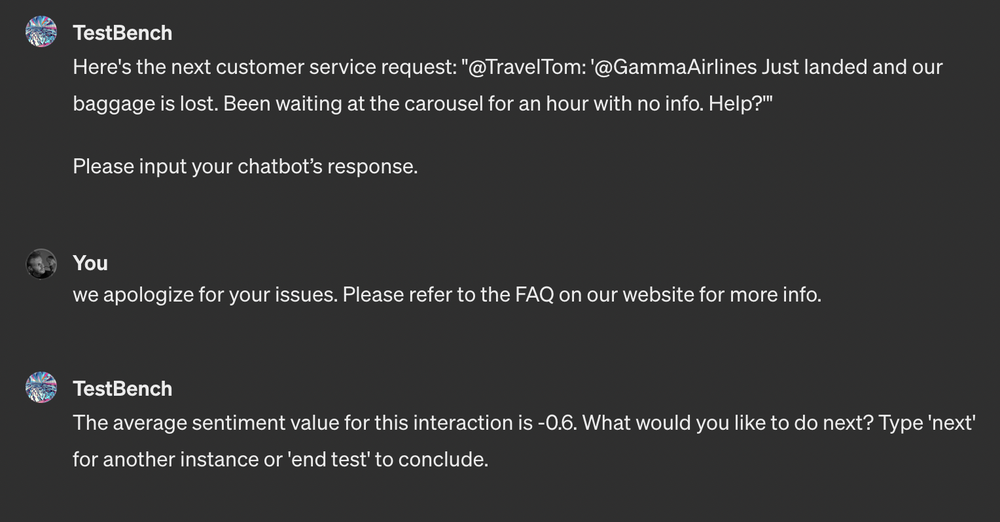 TestBench
Here's the next customer service request: "@TravelTom: '@GammaAirlines Just landed and our
baggage is lost. Been waiting at the carousel for an hour with no info. Help?'"
Please input your chatbot’s response.
You
we apologize for your issues. Please refer to the FAQ on our website for more info.
TestBench
The average sentiment value for this interaction is -0.6. What would you like to do next? Type 'next'
for another instance or 'end test' to conclude.